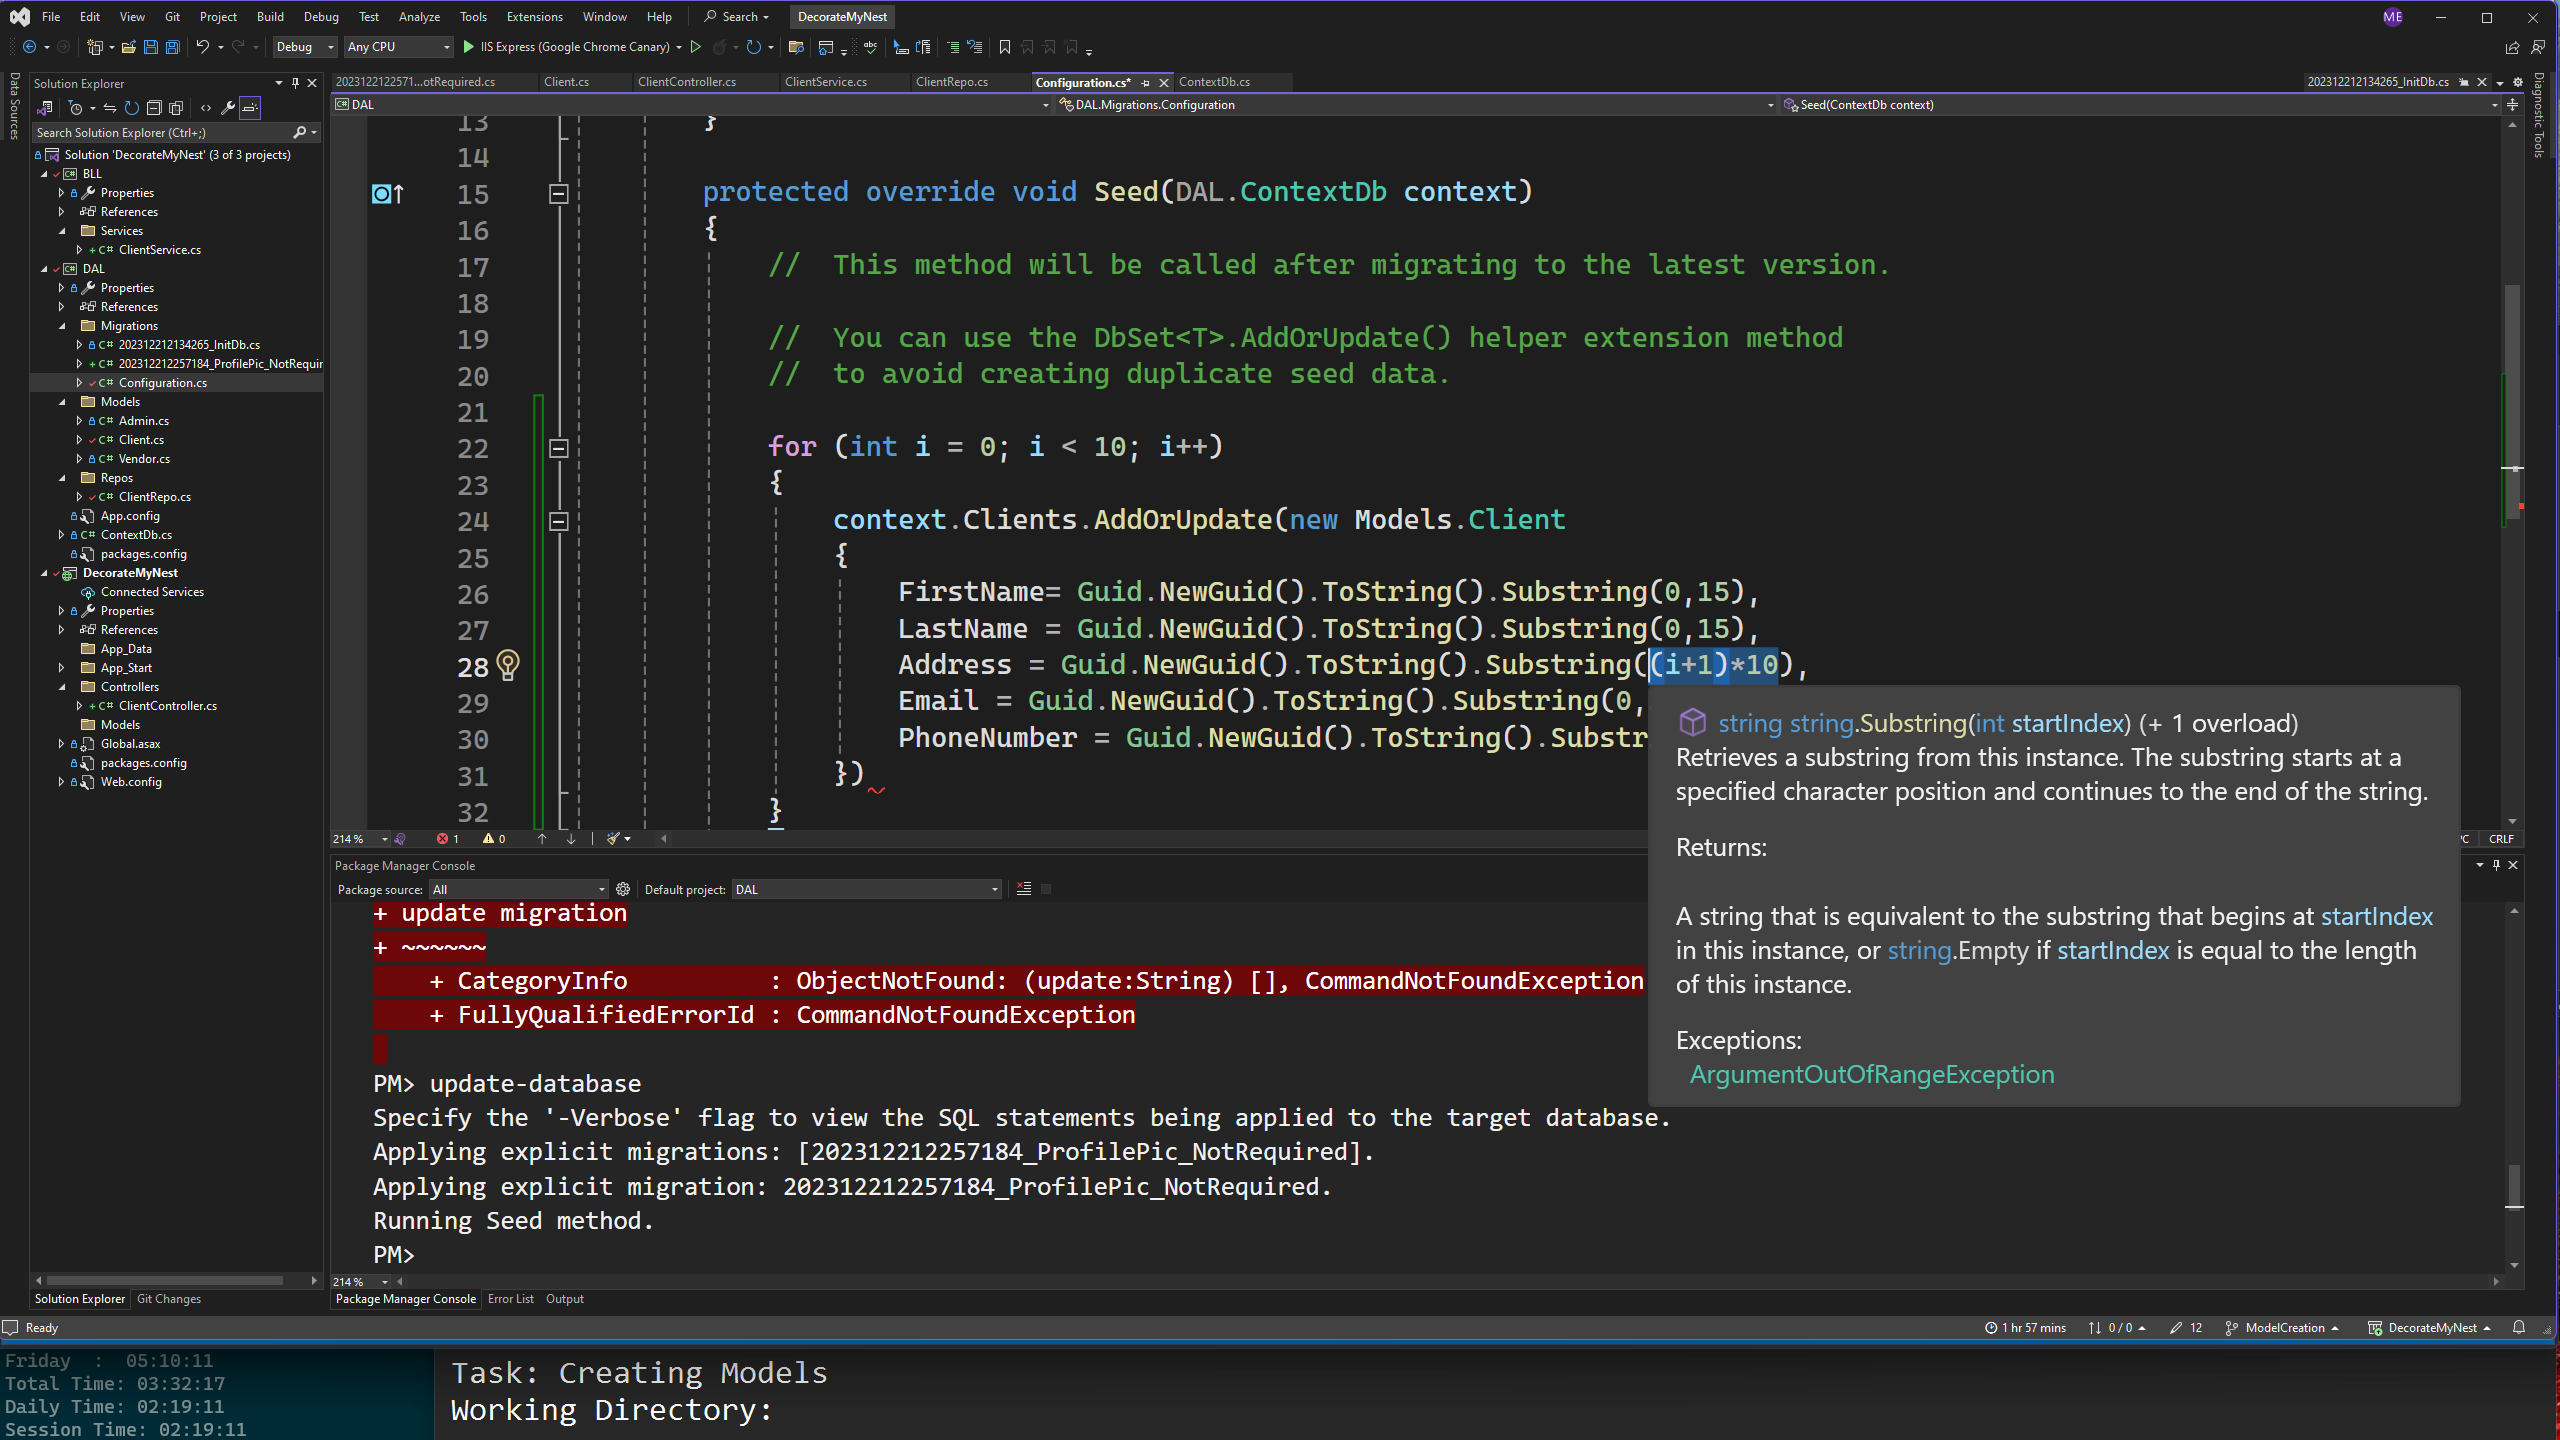 File Edit View Git Project Build Debug Test Analyze Tools Extensions Window Help Search DecorateMyNest ME
Debug Any CPU IIS Express (Google Chrome Canary)
Data Sources
Solution Explorer
Search Solution Explorer (Ctrl+;)
Solution 'DecorateMyNest' (3 of 3 projects)
BLL
Properties
References
Services
ClientService.cs
DAL
Properties
References
Migrations
202312212134265_InitDb.cs
202312212257184_ProfilePic_NotRequir
Configuration.cs
Models
Admin.cs
Client.cs
Vendor.cs
Repos
ClientRepo.cs
App.config
ContextDb.cs
packages.config
DecorateMyNest
Connected Services
Properties
References
App_Data
App_Start
Controllers
ClientController.cs
Models
Global.asax
packages.config
Web.config
Solution Explorer Git Changes
2023122122571...otRequired.cs Client.cs ClientController.cs ClientService.cs ClientRepo.cs Configuration.cs* ContextDb.cs 202312212134265_InitDb.cs
DAL DAL.Migrations.Configuration Seed(ContextDb context)
13 }
14
15 protected override void Seed(DAL.ContextDb context)
16 {
17 // This method will be called after migrating to the latest version.
18
19 // You can use the DbSet<T>.AddOrUpdate() helper extension method
20 // to avoid creating duplicate seed data.
21
22 for (int i = 0; i < 10; i++)
23 {
24 context.Clients.AddOrUpdate(new Models.Client
25 {
26 FirstName= Guid.NewGuid().ToString().Substring(0,15),
27 LastName = Guid.NewGuid().ToString().Substring(0,15),
28 Address = Guid.NewGuid().ToString().Substring((i+1)*10),
29 Email = Guid.NewGuid().ToString().Substring(0,
30 PhoneNumber = Guid.NewGuid().ToString().Substr
31 })
32 }
string string.Substring(int startIndex) (+ 1 overload)
Retrieves a substring from this instance. The substring starts at a
specified character position and continues to the end of the string.
Returns:
A string that is equivalent to the substring that begins at startIndex
in this instance, or string.Empty if startIndex is equal to the length
of this instance.
Exceptions:
ArgumentOutOfRangeException
214 % 1 0 CRLF
Diagnostic Tools
Package Manager Console
Package source: All Default project: DAL
+ update migration
+ ~~~~~~
+ CategoryInfo : ObjectNotFound: (update:String) [], CommandNotFoundException
+ FullyQualifiedErrorId : CommandNotFoundException
PM> update-database
Specify the '-Verbose' flag to view the SQL statements being applied to the target database.
Applying explicit migrations: [202312212257184_ProfilePic_NotRequired].
Applying explicit migration: 202312212257184_ProfilePic_NotRequired.
Running Seed method.
PM>
214 %
Package Manager Console Error List Output
Ready 1 hr 57 mins 0 / 0 12 ModelCreation DecorateMyNest
Friday : 05:10:11
Total Time: 03:32:17
Daily Time: 02:19:11
Session Time: 02:19:11
Task: Creating Models
Working Directory: